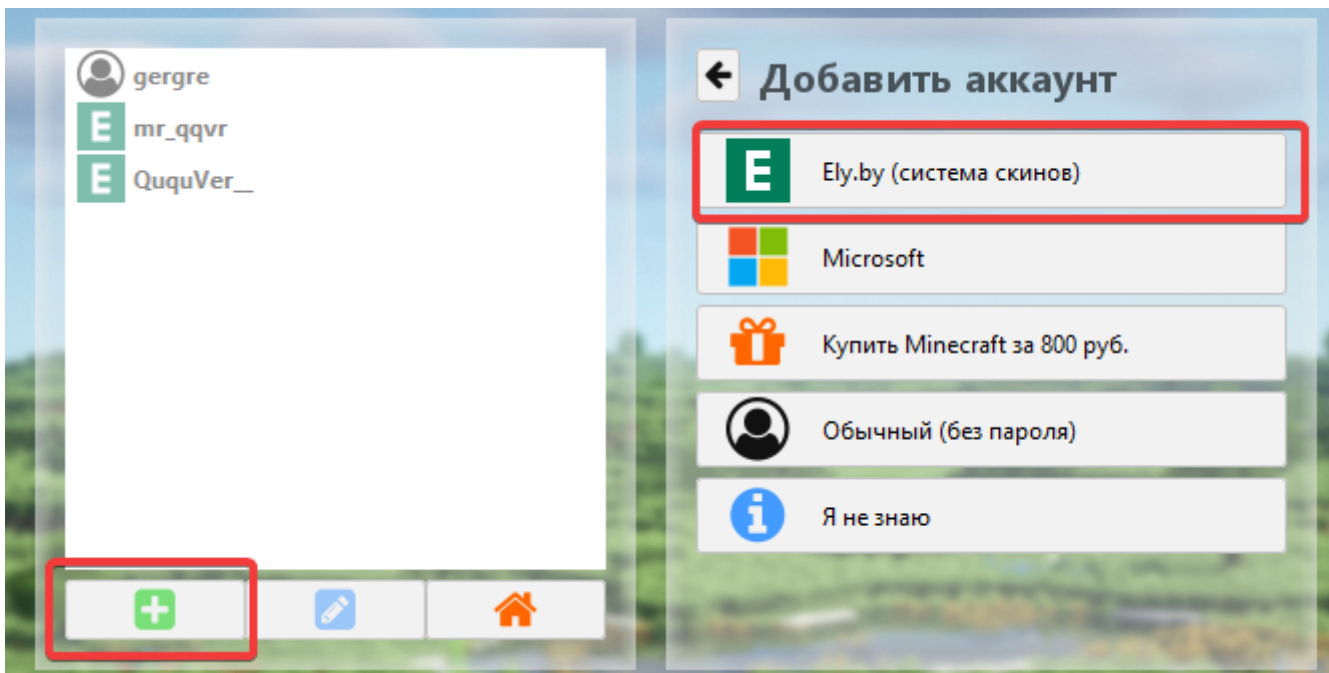 gergre
E mr_qqvr
E QuquVer__
Добавить аккаунт
E Ely.by (система скинов)
Microsoft
Купить Minecraft за 800 руб.
Обычный (без пароля)
Я не знаю